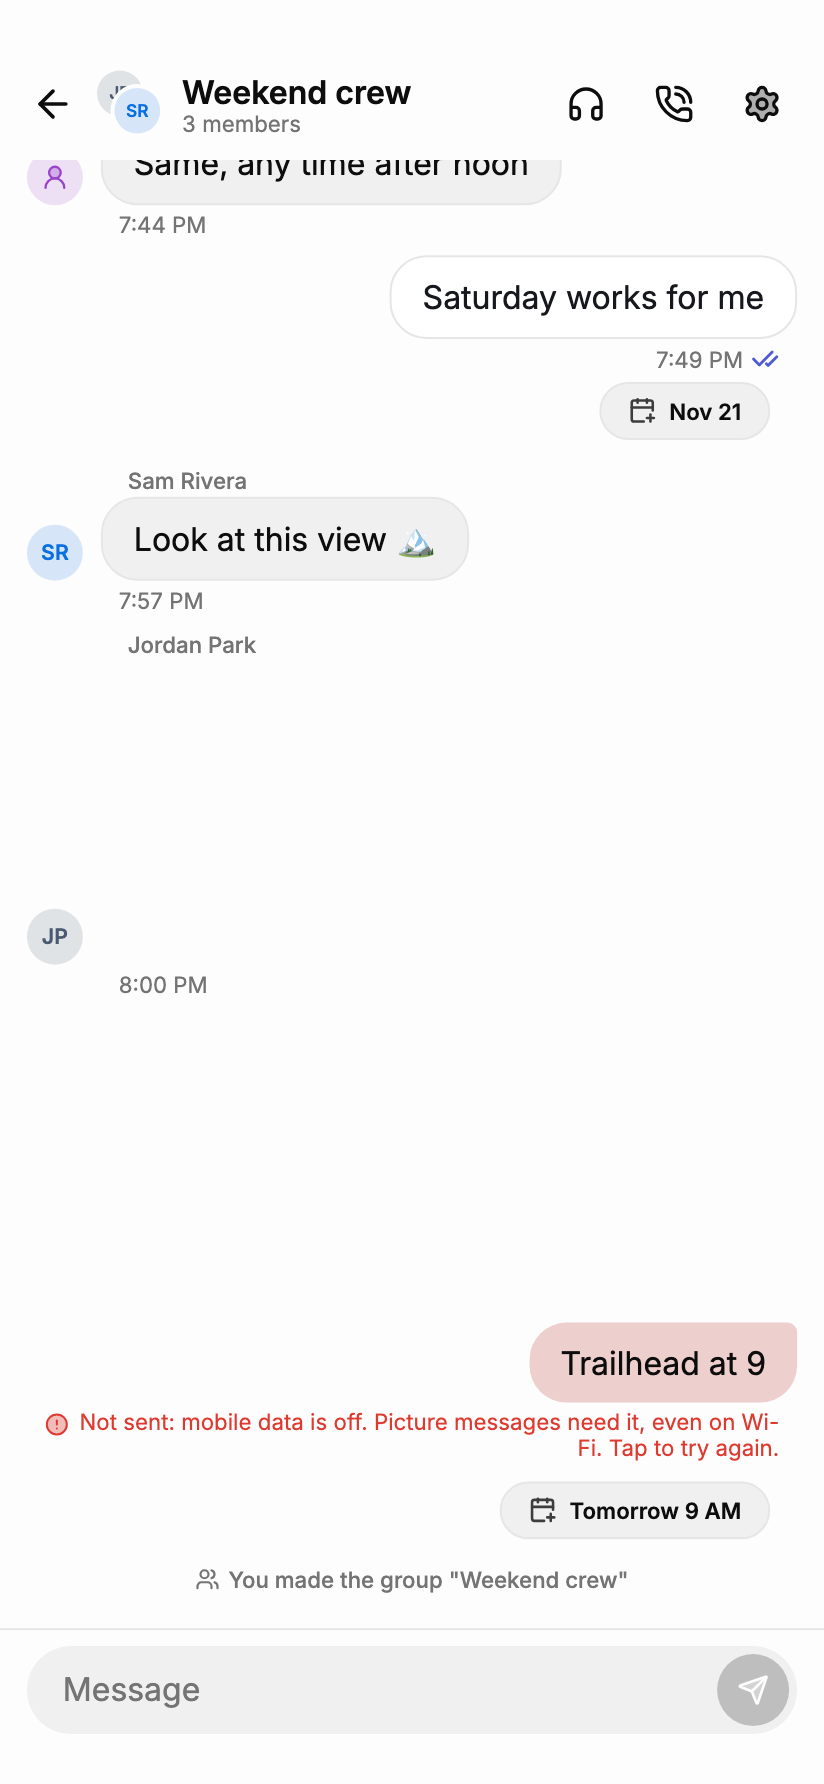 Weekend crew
3 members
SR
Same, any time after noon
7:44 PM
Saturday works for me
7:49 PM
Nov 21
Sam Rivera
SR
Look at this view 🏔️
7:57 PM
Jordan Park
JP
8:00 PM
Trailhead at 9
Not sent: mobile data is off. Picture messages need it, even on Wi-
Fi. Tap to try again.
Tomorrow 9 AM
You made the group "Weekend crew"
Message